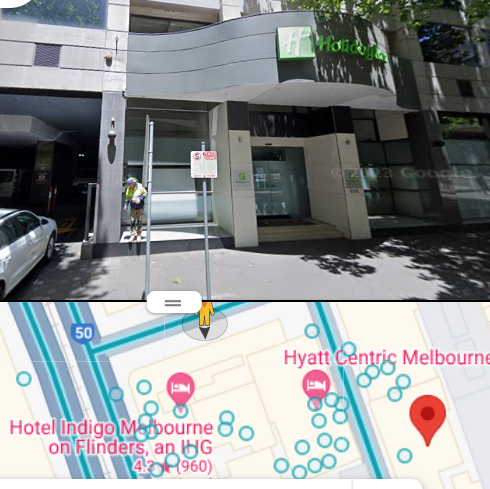 H Holiday Inn
© 2023 Google
50
Hyatt Centric Melbourne
Hotel Indigo Melbourne
on Flinders, an IHG
4.3 ★ (960)